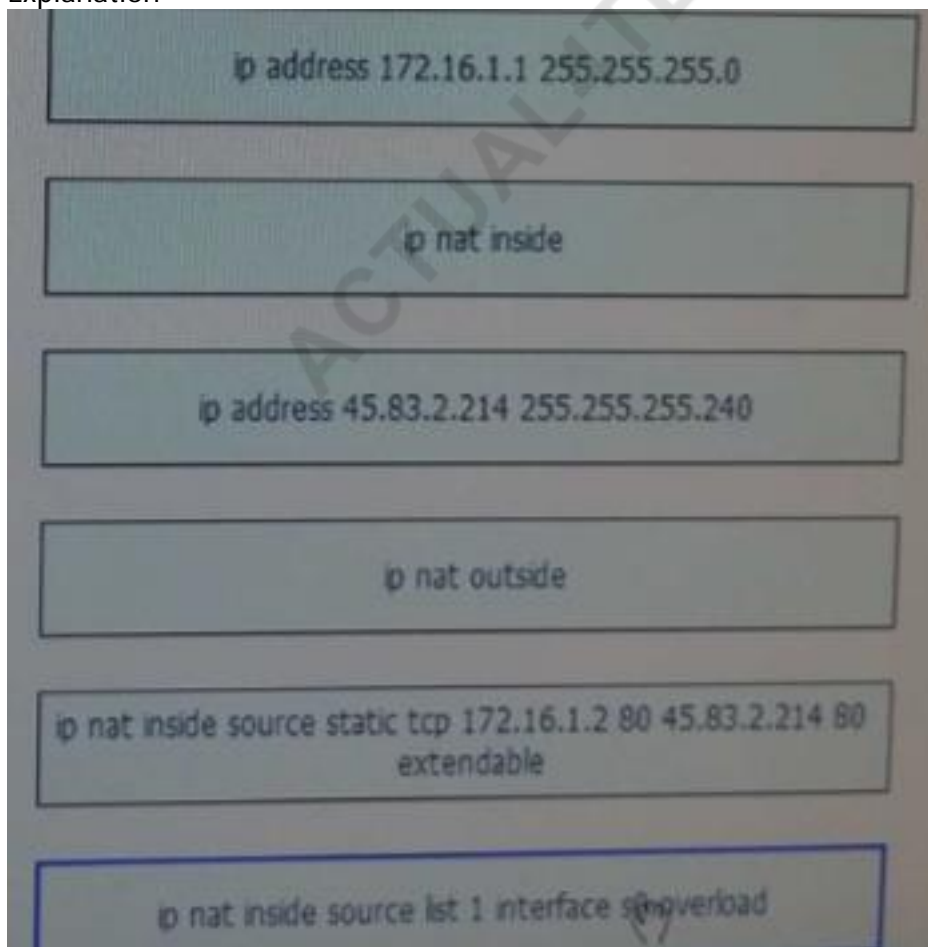 Explanation
ip address 172.16.1.1 255.255.255.0
ip nat inside
ip address 45.83.2.214 255.255.255.240
ip nat outside
ip nat inside source static tcp 172.16.1.2 80 45.83.2.214 80
extendable
ip nat inside source list 1 interface overload
ACTUALITE